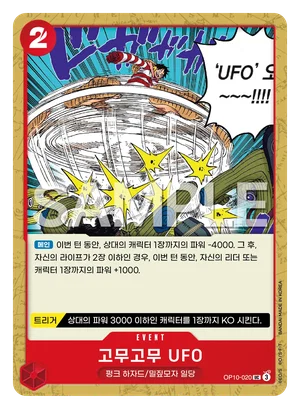 2
'UFO' 오
~~~!!!!
SAMPLE
메인 이번 턴 동안, 상대의 캐릭터 1장까지의 파워 -4000. 그 후,
자신의 라이프가 2장 이하인 경우, 이번 턴 동안, 자신의 리더 또는
캐릭터 1장까지의 파워 +1000.
트리거 상대의 파워 3000 이하인 캐릭터를 1장까지 KO 시킨다.
EVENT
고무고무 UFO
펑크 하자드/밀짚모자 일당
OP10-020 UC
3